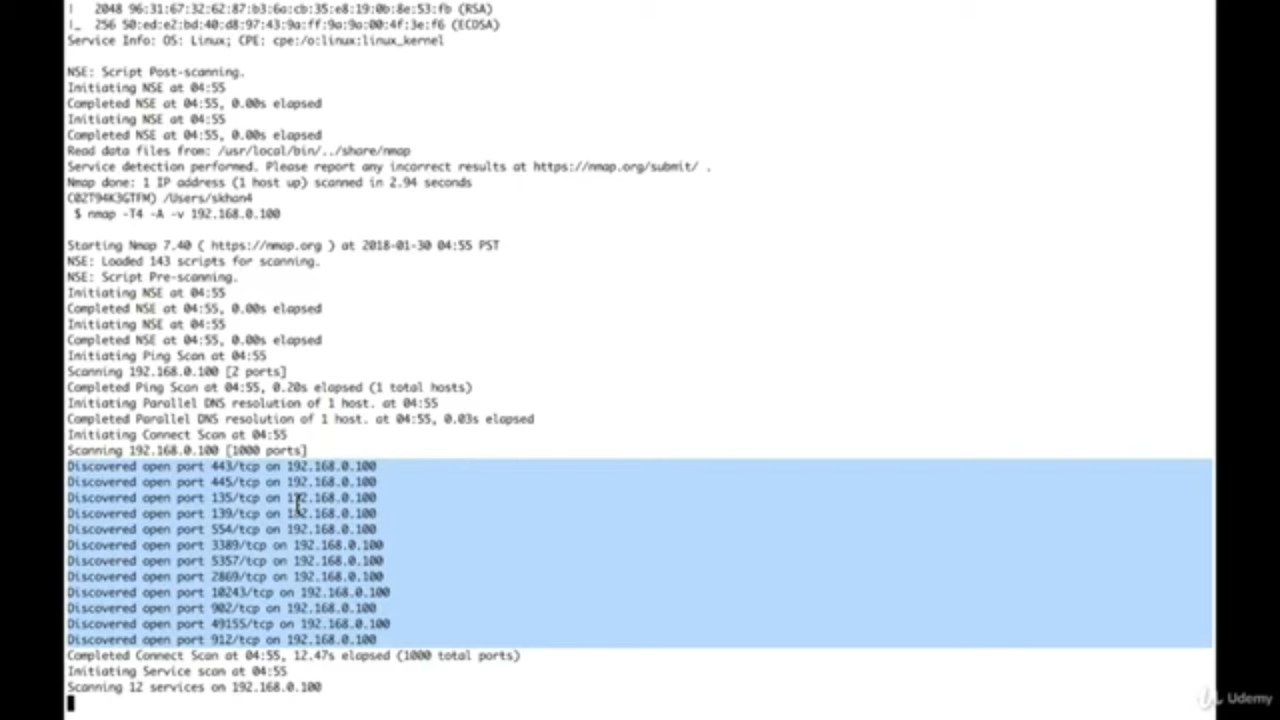 |   2048 96:31:67:32:62:87:b3:6a:cb:35:e8:19:0b:8e:53:fb (RSA)
|_  256 50:ed:e2:bd:40:d8:97:43:9a:ff:9a:9a:00:4f:3e:f6 (ECDSA)
Service Info: OS: Linux; CPE: cpe:/o:linux:linux_kernel
NSE: Script Post-scanning.
Initiating NSE at 04:55
Completed NSE at 04:55, 0.00s elapsed
Initiating NSE at 04:55
Completed NSE at 04:55, 0.00s elapsed
Read data files from: /usr/local/bin/../share/nmap
Service detection performed. Please report any incorrect results at https://nmap.org/submit/ .
Nmap done: 1 IP address (1 host up) scanned in 2.94 seconds
C02T94K3GTFM) /Users/skhan4
$ nmap -T4 -A -v 192.168.0.100
Starting Nmap 7.40 ( https://nmap.org ) at 2018-01-30 04:55 PST
NSE: Loaded 143 scripts for scanning.
NSE: Script Pre-scanning.
Initiating NSE at 04:55
Completed NSE at 04:55, 0.00s elapsed
Initiating NSE at 04:55
Completed NSE at 04:55, 0.00s elapsed
Initiating Ping Scan at 04:55
Scanning 192.168.0.100 [2 ports]
Completed Ping Scan at 04:55, 0.20s elapsed (1 total hosts)
Initiating Parallel DNS resolution of 1 host. at 04:55
Completed Parallel DNS resolution of 1 host. at 04:55, 0.03s elapsed
Initiating Connect Scan at 04:55
Scanning 192.168.0.100 [1000 ports]
Discovered open port 443/tcp on 192.168.0.100
Discovered open port 445/tcp on 192.168.0.100
Discovered open port 135/tcp on 192.168.0.100
Discovered open port 139/tcp on 192.168.0.100
Discovered open port 554/tcp on 192.168.0.100
Discovered open port 3389/tcp on 192.168.0.100
Discovered open port 5357/tcp on 192.168.0.100
Discovered open port 2869/tcp on 192.168.0.100
Discovered open port 10243/tcp on 192.168.0.100
Discovered open port 902/tcp on 192.168.0.100
Discovered open port 49155/tcp on 192.168.0.100
Discovered open port 912/tcp on 192.168.0.100
Completed Connect Scan at 04:55, 12.47s elapsed (1000 total ports)
Initiating Service scan at 04:55
Scanning 12 services on 192.168.0.100
Udemy